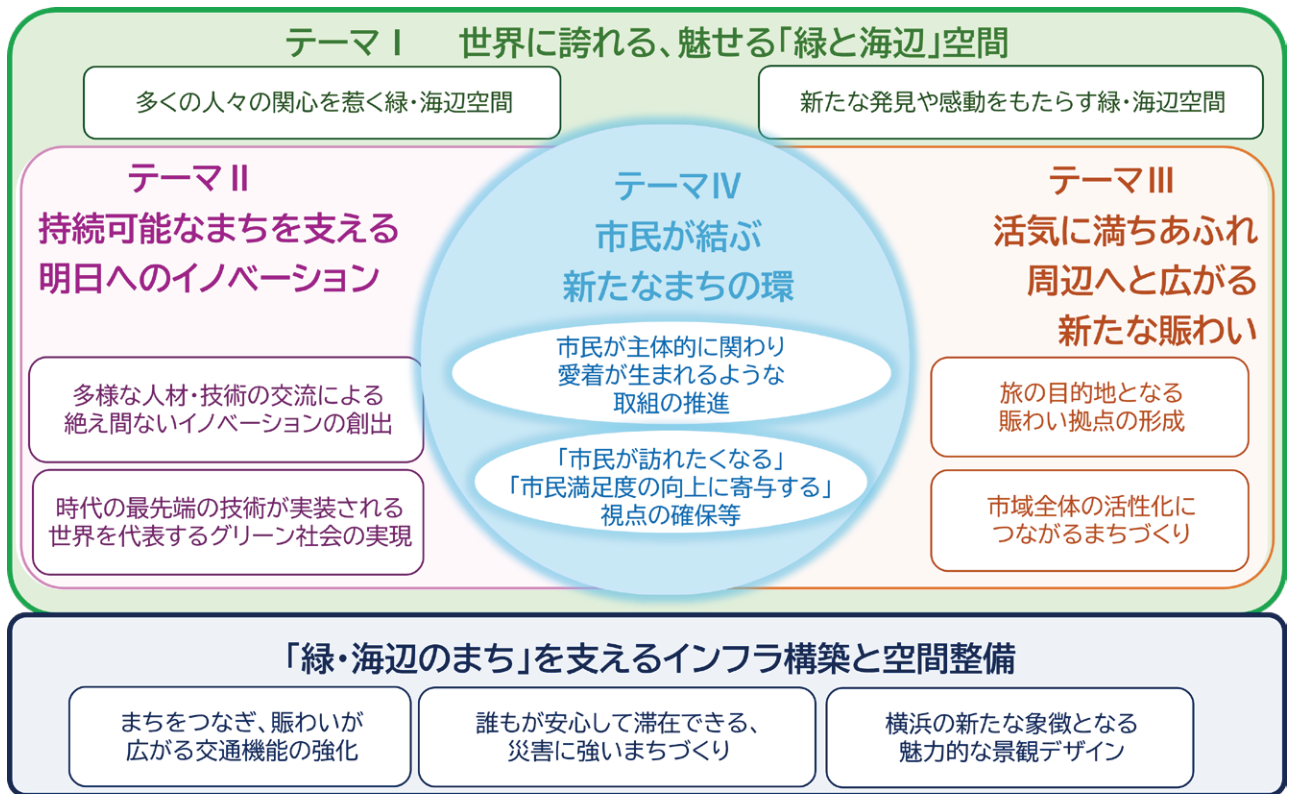 テーマⅠ 世界に誇れる、魅せる「緑と海辺」空間
多くの人々の関心を惹く緑・海辺空間
新たな発見や感動をもたらす緑・海辺空間
テーマⅡ
持続可能なまちを支える
明日へのイノベーション
多様な人材・技術の交流による
絶え間ないイノベーションの創出
時代の最先端の技術が実装される
世界を代表するグリーン社会の実現
テーマⅣ
市民が結ぶ
新たなまちの環
市民が主体的に関わり
愛着が生まれるような
取組の推進
「市民が訪れたくなる」
「市民満足度の向上に寄与する」
視点の確保等
テーマⅢ
活気に満ちあふれ
周辺へと広がる
新たな賑わい
旅の目的地となる
賑わい拠点の形成
市域全体の活性化に
つながるまちづくり
「緑・海辺のまち」を支えるインフラ構築と空間整備
まちをつなぎ、賑わいが
広がる交通機能の強化
誰もが安心して滞在できる、
災害に強いまちづくり
横浜の新たな象徴となる
魅力的な景観デザイン